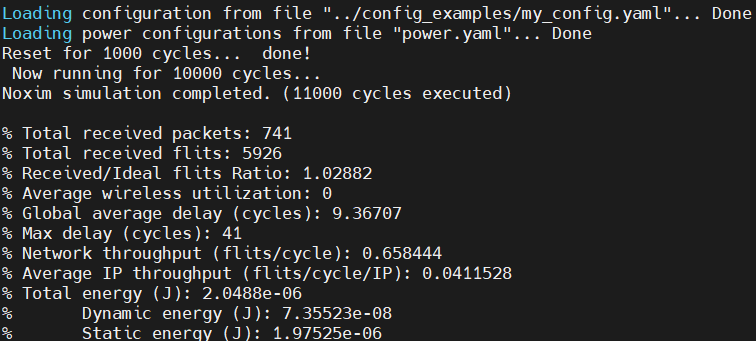 Loading configuration from file "../config_examples/my_config.yaml"... Done
Loading power configurations from file "power.yaml"... Done
Reset for 1000 cycles...  done!
 Now running for 10000 cycles...
Noxim simulation completed. (11000 cycles executed)

% Total received packets: 741
% Total received flits: 5926
% Received/Ideal flits Ratio: 1.02882
% Average wireless utilization: 0
% Global average delay (cycles): 9.36707
% Max delay (cycles): 41
% Network throughput (flits/cycle): 0.658444
% Average IP throughput (flits/cycle/IP): 0.0411528
% Total energy (J): 2.0488e-06
%       Dynamic energy (J): 7.35523e-08
%       Static energy (J): 1.97525e-06